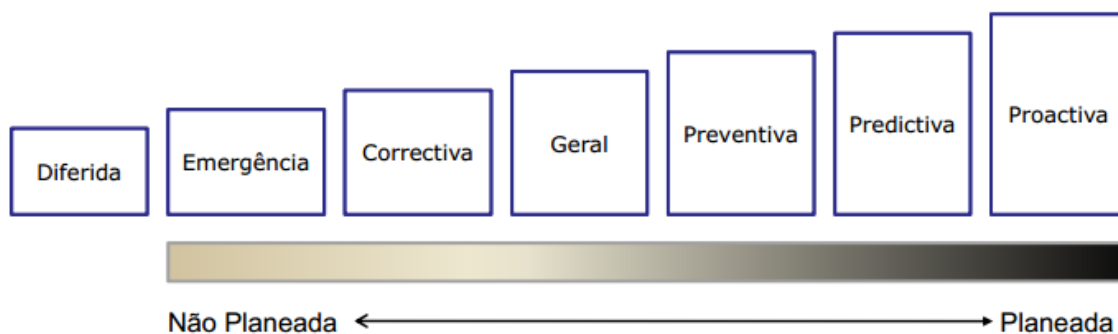 Diferida
Emergência
Correctiva
Geral
Preventiva
Predictiva
Proactiva
Não Planeada
Planeada